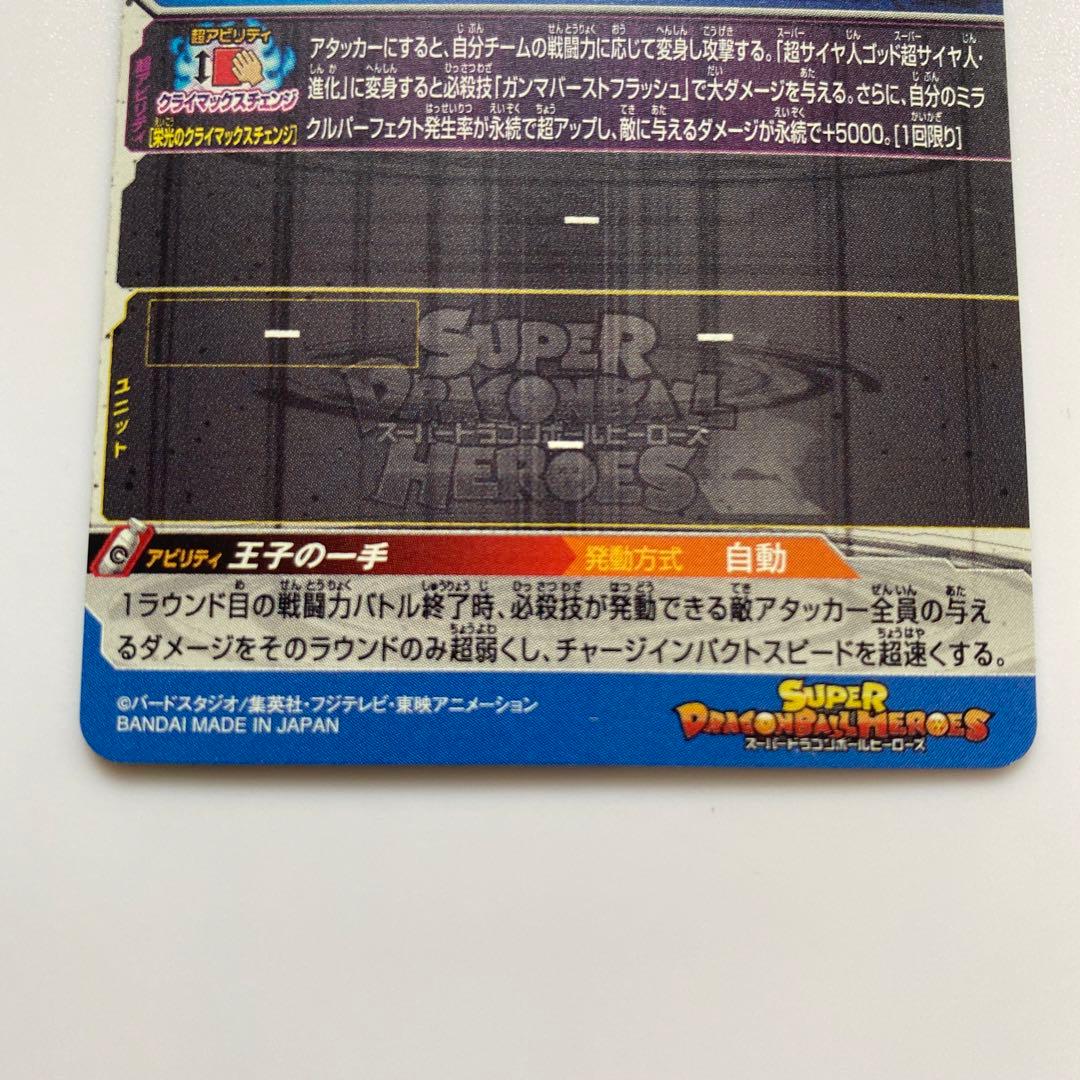 超アビリティ
超アビリティ
クライマックスチェンジ
[栄光のクライマックスチェンジ]
アタッカーにすると、自分チームの戦闘力に応じて変身し攻撃する。「超サイヤ人ゴッド超サイヤ人・
進化」に変身すると必殺技「ガンマバーストフラッシュ」で大ダメージを与える。さらに、自分のミラ
クルパーフェクト発生率が永続で超アップし、敵に与えるダメージが永続で+5000。[1回限り]
ー
ユニット
ー
ー
ー
SUPER
DRAGONBALL
スーパードラゴンボールヒーローズ
HEROES
アビリティ 王子の一手 発動方式 自動
1ラウンド目の戦闘力バトル終了時、必殺技が発動できる敵アタッカー全員の与え
るダメージをそのラウンドのみ超弱くし、チャージインパクトスピードを超速くする。
©バードスタジオ/集英社・フジテレビ・東映アニメーション
BANDAI MADE IN JAPAN
SUPER
DRAGONBALL HEROES
スーパードラゴンボールヒーローズ